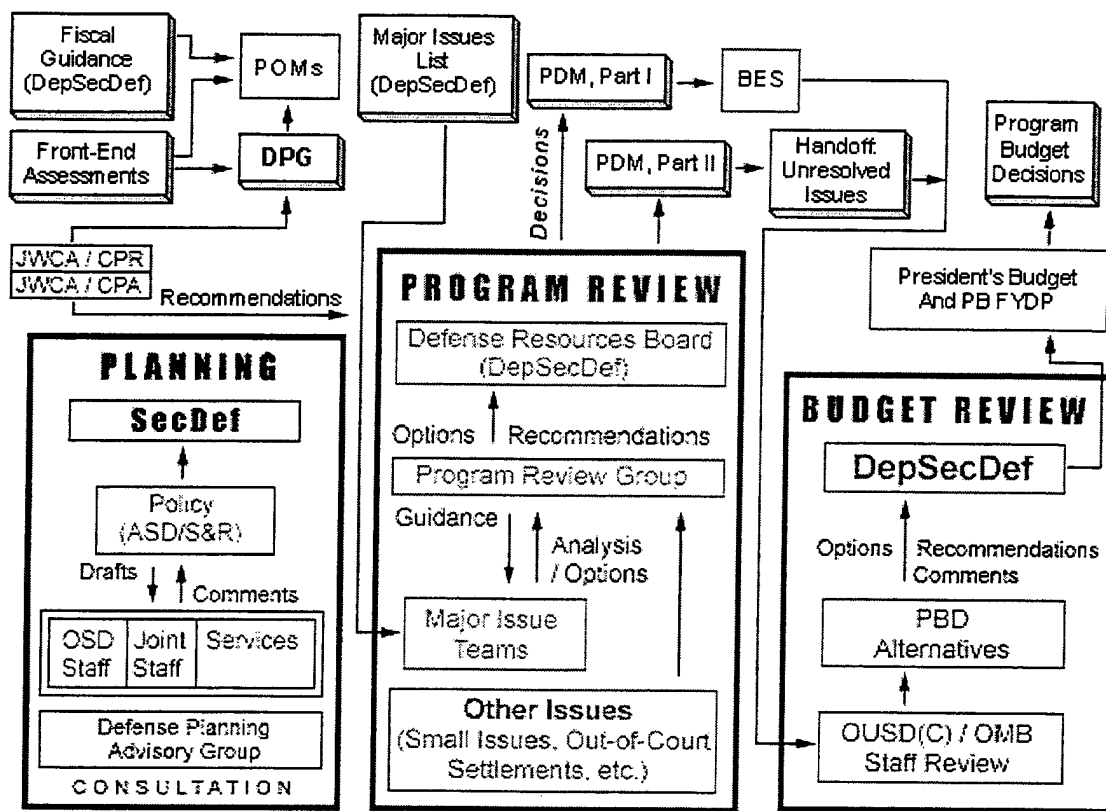 Fiscal
Guidance
(DepSecDef)
POMs
Front-End
Assessments
DPG
JWCA / CPR
JWCA / CPA
Recommendations
Major Issues
List
(DepSecDef)
PDM, Part I
BES
PDM, Part II
Handoff:
Unresolved
Issues
Decisions
Program
Budget
Decisions
President's Budget
And PB FYDP
PLANNING
SecDef
Policy
(ASD/S&R)
Drafts
Comments
OSD
Staff
Joint
Staff
Services
Defense Planning
Advisory Group
CONSULTATION
PROGRAM REVIEW
Defense Resources Board
(DepSecDef)
Options
Recommendations
Program Review Group
Guidance
Analysis
/ Options
Major Issue
Teams
Other Issues
(Small Issues, Out-of-Court
Settlements, etc.)
BUDGET REVIEW
DepSecDef
Options
Recommendations
Comments
PBD
Alternatives
OUSD(C) / OMB
Staff Review